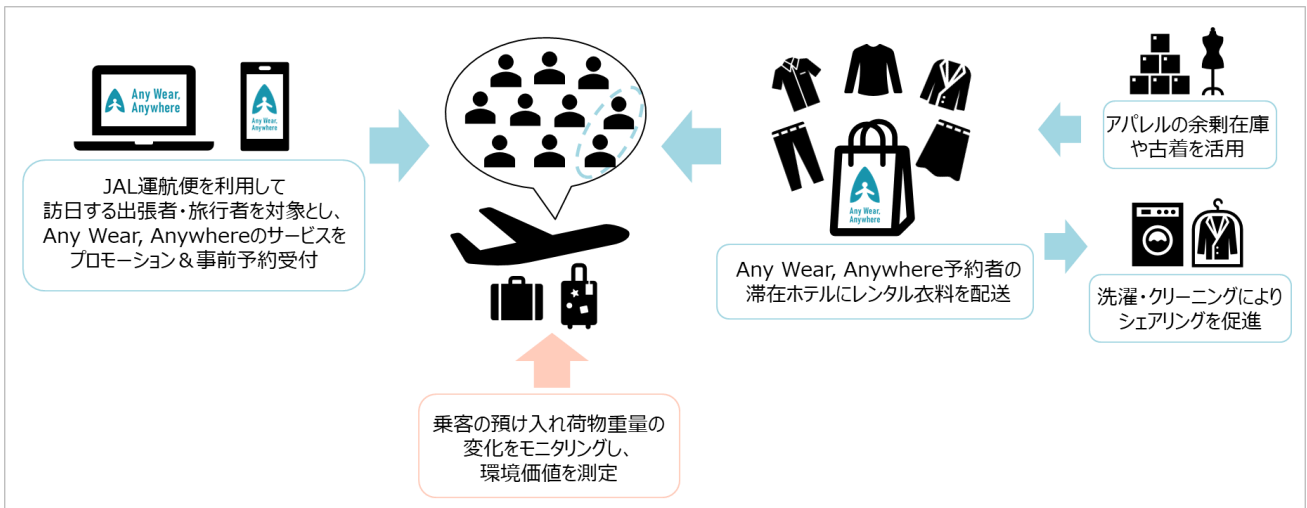 Any Wear,
Anywhere
Any Wear,
Anywhere
JAL運航便を利用して
訪日する出張者・旅行者を対象とし、
Any Wear, Anywhereのサービスを
プロモーション＆事前予約受付
乗客の預け入れ荷物重量の
変化をモニタリングし、
環境価値を測定
Any Wear,
Anywhere
Any Wear, Anywhere予約者の
滞在ホテルにレンタル衣料を配送
アパレルの余剰在庫
や古着を活用
洗濯・クリーニングにより
シェアリングを促進